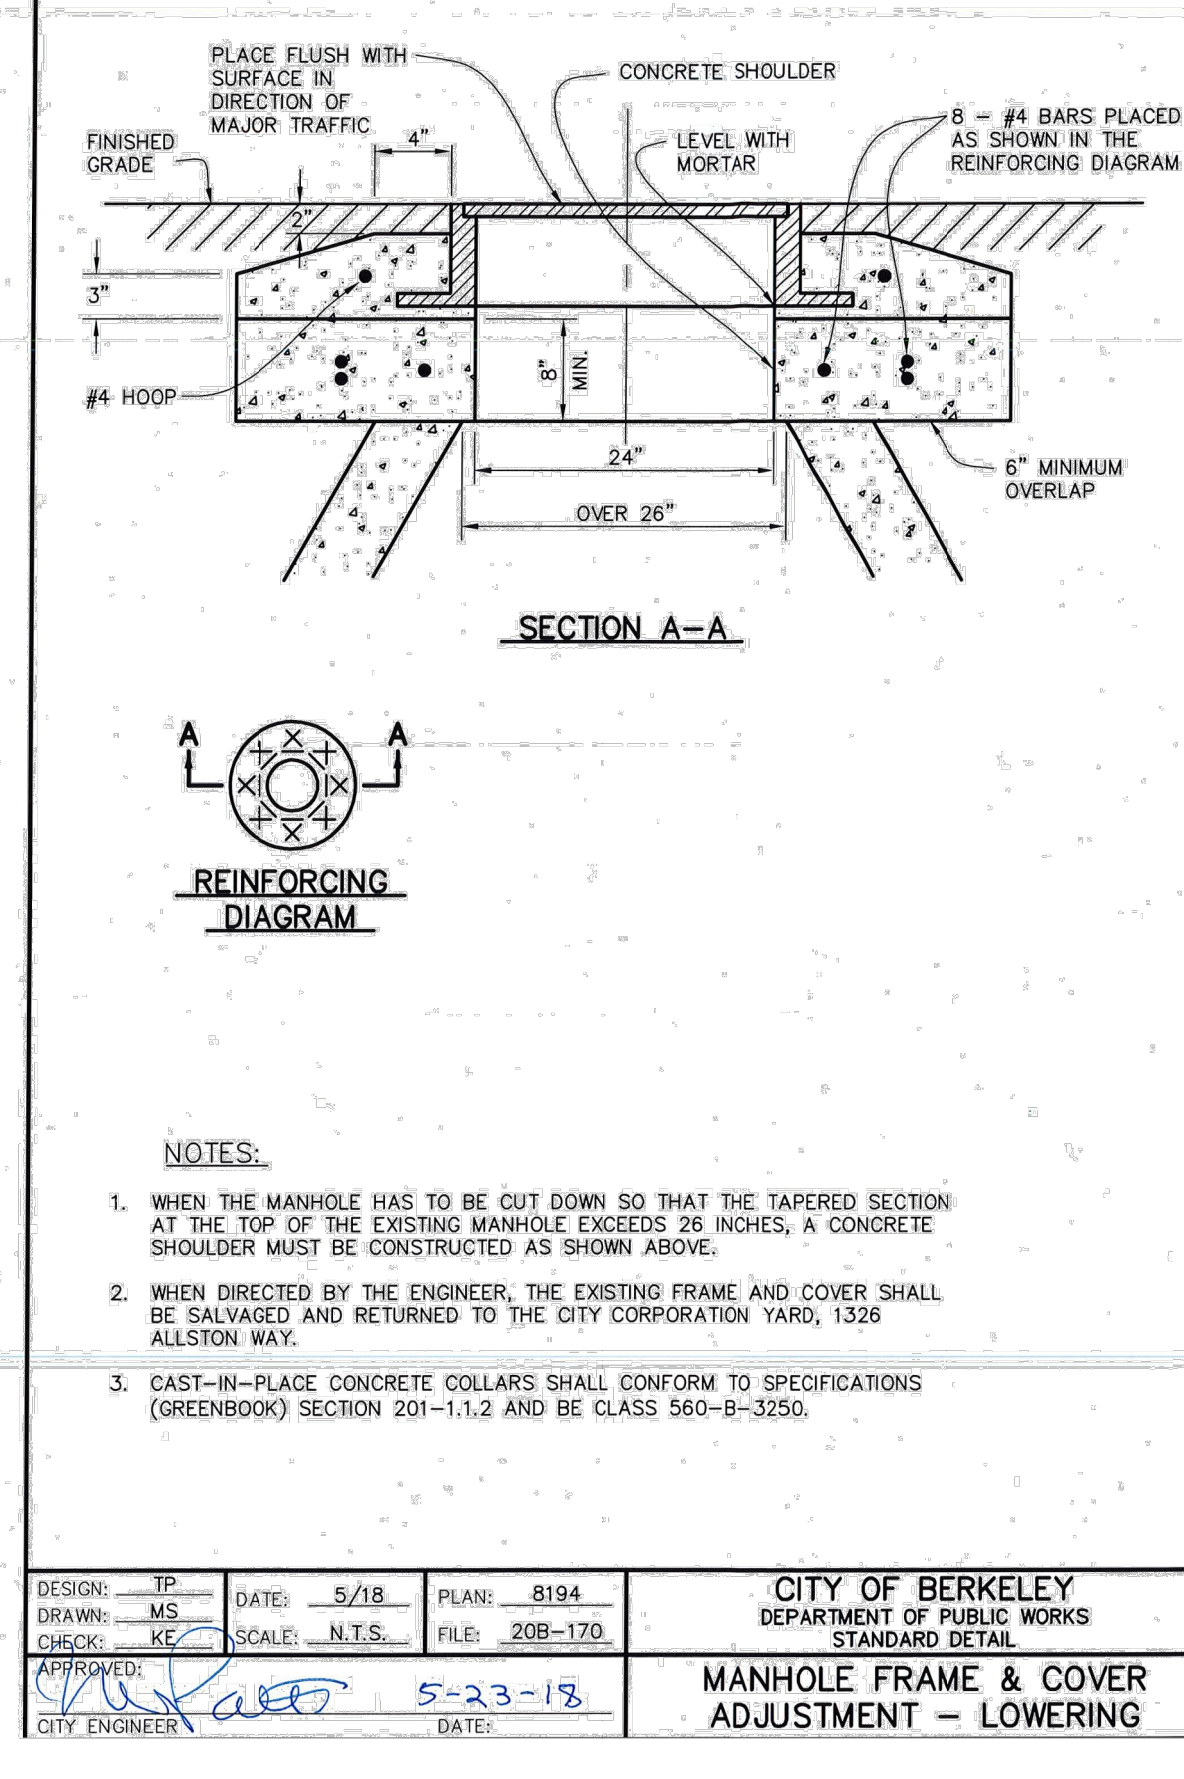 PLACE FLUSH WITH
SURFACE IN
DIRECTION OF
MAJOR TRAFFIC
CONCRETE SHOULDER
LEVEL WITH
MORTAR
8 - #4 BARS PLACED
AS SHOWN IN THE
REINFORCING DIAGRAM
FINISHED
GRADE
4"
2"
3"
#4 HOOP
8"
MIN.
24"
OVER 26"
6" MINIMUM
OVERLAP
SECTION A-A
A A
REINFORCING
DIAGRAM
NOTES:
1. WHEN THE MANHOLE HAS TO BE CUT DOWN SO THAT THE TAPERED SECTION
AT THE TOP OF THE EXISTING MANHOLE EXCEEDS 26 INCHES, A CONCRETE
SHOULDER MUST BE CONSTRUCTED AS SHOWN ABOVE.
2. WHEN DIRECTED BY THE ENGINEER, THE EXISTING FRAME AND COVER SHALL
BE SALVAGED AND RETURNED TO THE CITY CORPORATION YARD, 1326
ALLSTON WAY.
3. CAST-IN-PLACE CONCRETE COLLARS SHALL CONFORM TO SPECIFICATIONS
(GREENBOOK) SECTION 201-1.1.2 AND BE CLASS 560-B-3250.
DESIGN: TP
DRAWN: MS
CHECK: KE
DATE: 5/18
SCALE: N.T.S.
PLAN: 8194
FILE: 20B-170
CITY OF BERKELEY
DEPARTMENT OF PUBLIC WORKS
STANDARD DETAIL
APPROVED:
5-23-18
CITY ENGINEER DATE:
MANHOLE FRAME & COVER
ADJUSTMENT - LOWERING